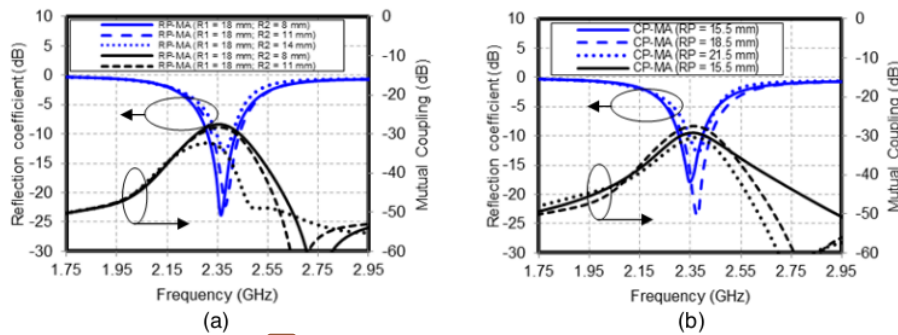 RP-MA (R1 = 18 mm; R2 = 8 mm)
RP-MA (R1 = 18 mm; R2 = 11 mm)
RP-MA (R1 = 18 mm; R2 = 14 mm)
RP-MA (R1 = 18 mm; R2 = 8 mm)
RP-MA (R1 = 18 mm; R2 = 11 mm)
10
5
0
-5
-10
-15
-20
-25
-30
Reflection coefficient (dB)
0
-10
-20
-30
-40
-50
-60
Mutual Coupling (dB)
1.75 1.95 2.15 2.35 2.55 2.75 2.95
Frequency (GHz)
(a)
CP-MA (RP = 15.5 mm)
CP-MA (RP = 18.5 mm)
CP-MA (RP = 21.5 mm)
CP-MA (RP = 15.5 mm)
10
5
0
-5
-10
-15
-20
-25
-30
Reflection coefficient (dB)
0
-10
-20
-30
-40
-50
-60
Mutual Coupling (dB)
1.75 1.95 2.15 2.35 2.55 2.75 2.95
Frequency (GHz)
(b)